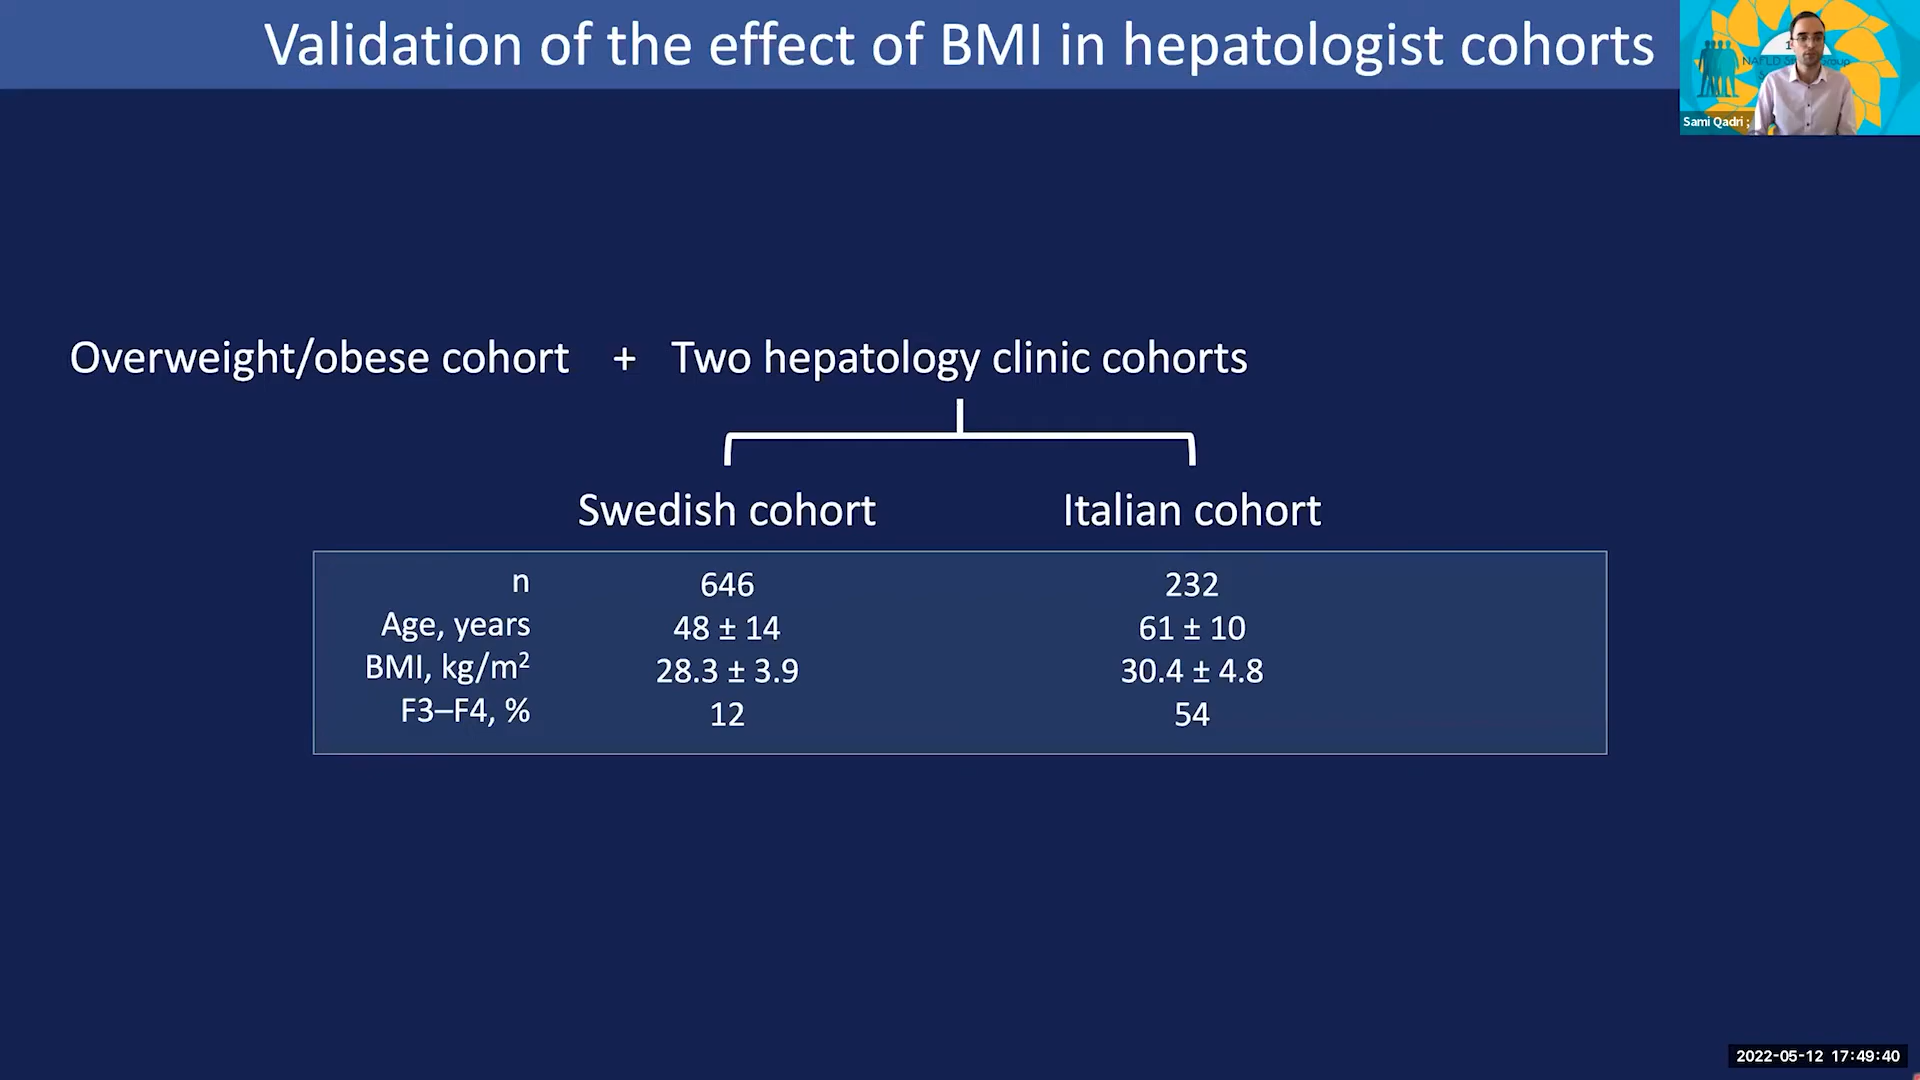 Validation of the effect of BMI in hepatologist cohorts
NAFLD
Sami Qadri ;
Overweight/obese cohort + Two hepatology clinic cohorts
Swedish cohort Italian cohort
n 646 232
Age, years 48 ± 14 61 ± 10
BMI, kg/m² 28.3 ± 3.9 30.4 ± 4.8
F3–F4, % 12 54
2022-05-12 17:49:40